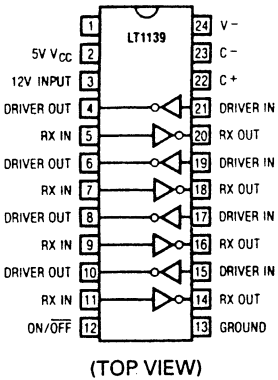 LT1139
1 24 V−
5V VCC 2 23 C−
12V INPUT 3 22 C+
DRIVER OUT 4 21 DRIVER IN
RX IN 5 20 RX OUT
DRIVER OUT 6 19 DRIVER IN
RX IN 7 18 RX OUT
DRIVER OUT 8 17 DRIVER IN
RX IN 9 16 RX OUT
DRIVER OUT 10 15 DRIVER IN
RX IN 11 14 RX OUT
ON/O̅F̅F̅ 12 13 GROUND
(TOP VIEW)